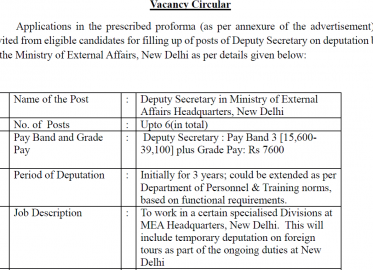 Vacancy Circular
Applications in the prescribed proforma (as per annexure of the advertisement)
vited from eligible candidates for filling up of posts of Deputy Secretary on deputation b
the Ministry of External Affairs, New Delhi as per details given below:
Name of the Post : Deputy Secretary in Ministry of External
Affairs Headquarters, New Delhi
No. of Posts : Upto 6(in total)
Pay Band and Grade : Deputy Secretary : Pay Band 3 [15,600-
Pay 39,100] plus Grade Pay: Rs 7600
Period of Deputation : Initially for 3 years; could be extended as per
Department of Personnel & Training norms,
based on functional requirements.
Job Description : To work in a certain specialised Divisions at
MEA Headquarters, New Delhi. This will
include temporary deputation on foreign
tours as part of the ongoing duties at New
Delhi